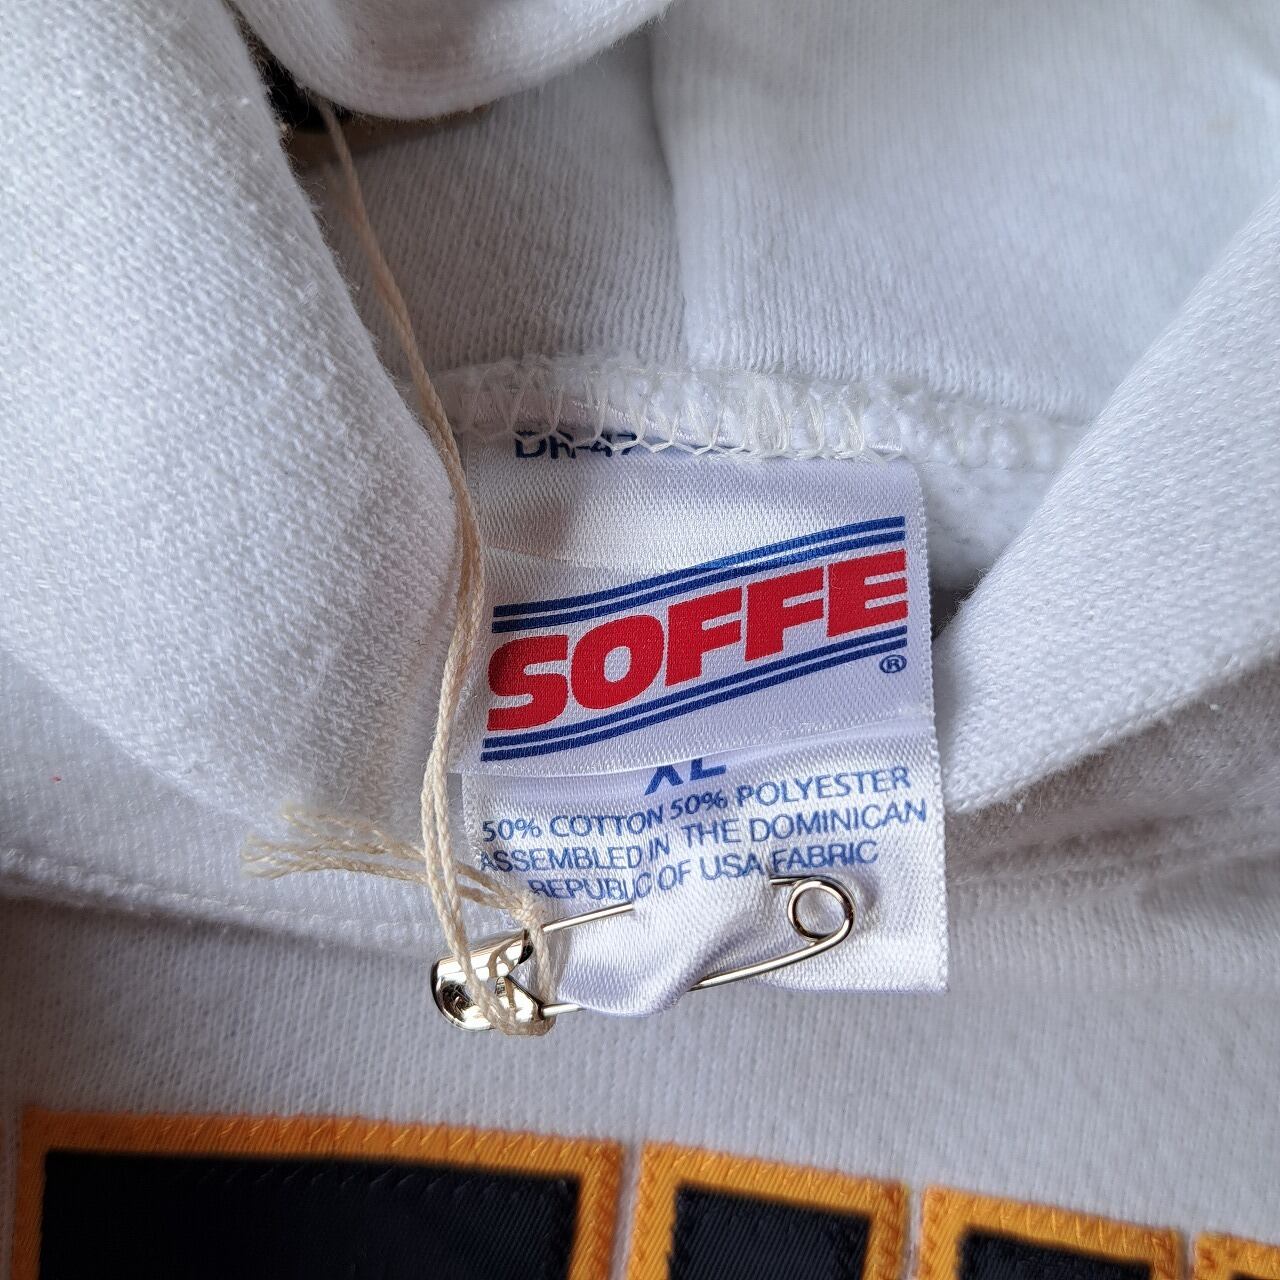 SOFFE
®
XL
50% COTTON 50% POLYESTER
ASSEMBLED IN THE DOMINICAN
REPUBLIC OF USA FABRIC